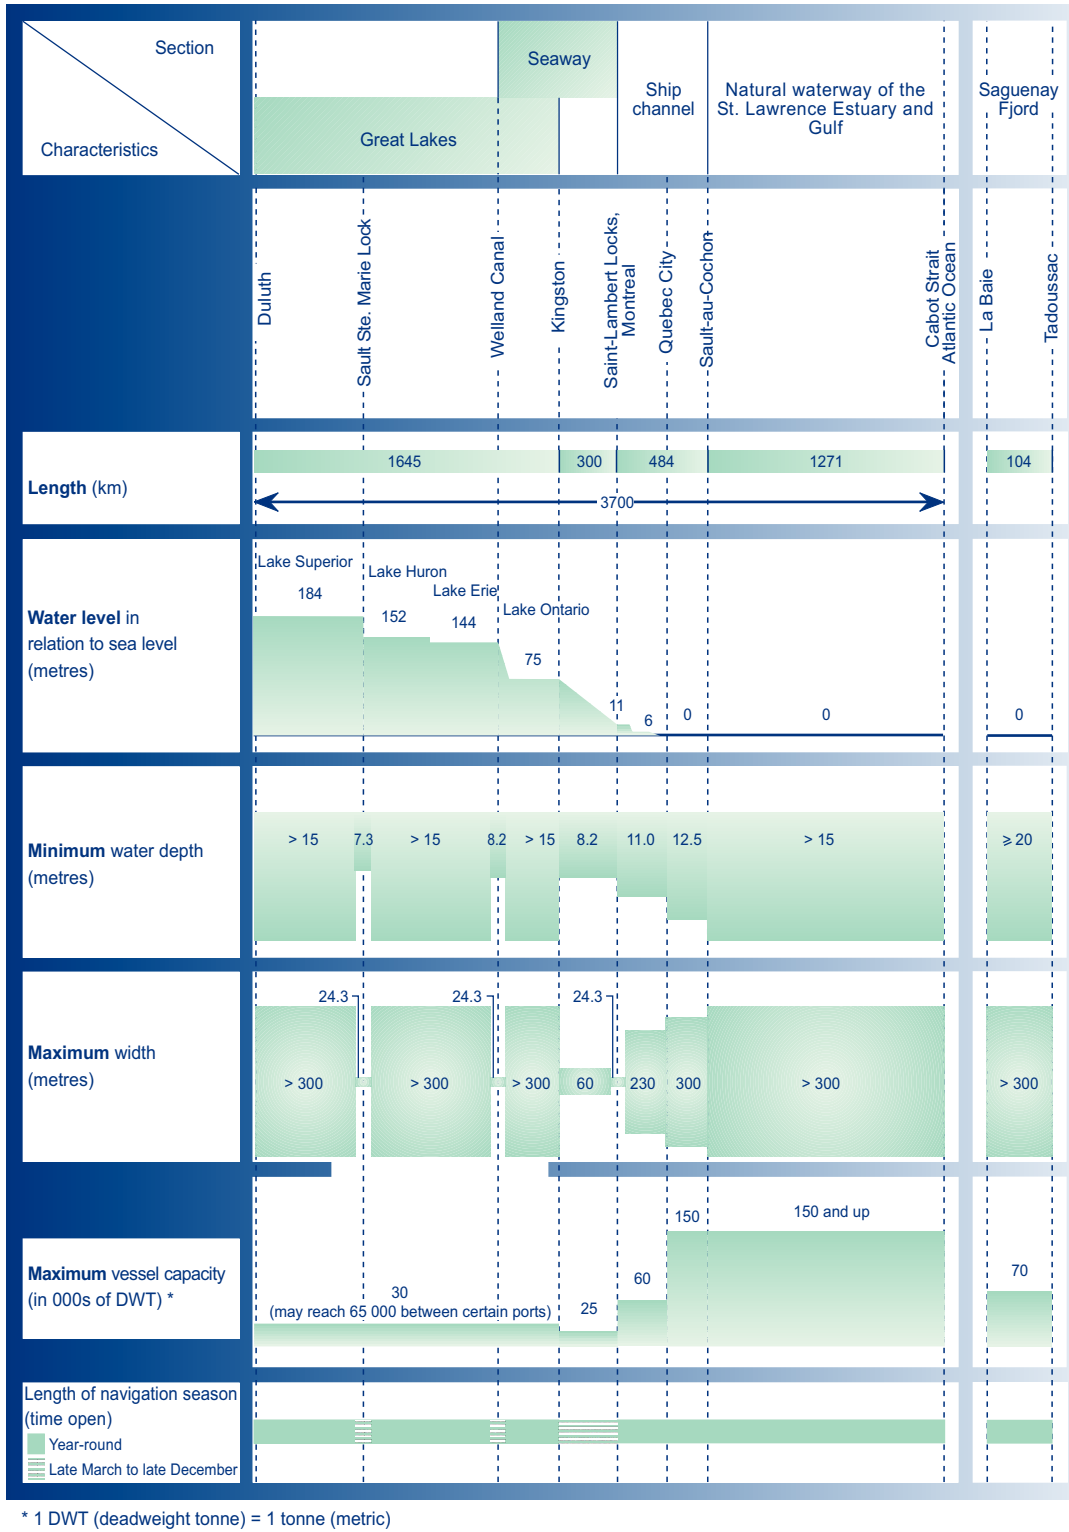 Section
Characteristics
Seaway
Great Lakes
Ship
channel
Natural waterway of the
St. Lawrence Estuary and
Gulf
Saguenay
Fjord
Duluth
Sault Ste. Marie Lock
Welland Canal
Kingston
Saint-Lambert Locks,
Montreal
Quebec City
Sault-au-Cochon
Cabot Strait
Atlantic Ocean
La Baie
Tadoussac
Length (km)
1645 300 484 1271 104
3700
Water level in
relation to sea level
(metres)
Lake Superior
184
Lake Huron
152
Lake Erie
144
Lake Ontario
75
11
6
0
0
0
Minimum water depth
(metres)
> 15 7.3 > 15 8.2 > 15 8.2 11.0 12.5 > 15 ⩾ 20
Maximum width
(metres)
24.3 24.3 24.3
> 300 > 300 > 300 60 230 300 > 300 > 300
Maximum vessel capacity
(in 000s of DWT) *
30
(may reach 65 000 between certain ports)
25
60
150
150 and up
70
Length of navigation season
(time open)
Year-round
Late March to late December
* 1 DWT (deadweight tonne) = 1 tonne (metric)